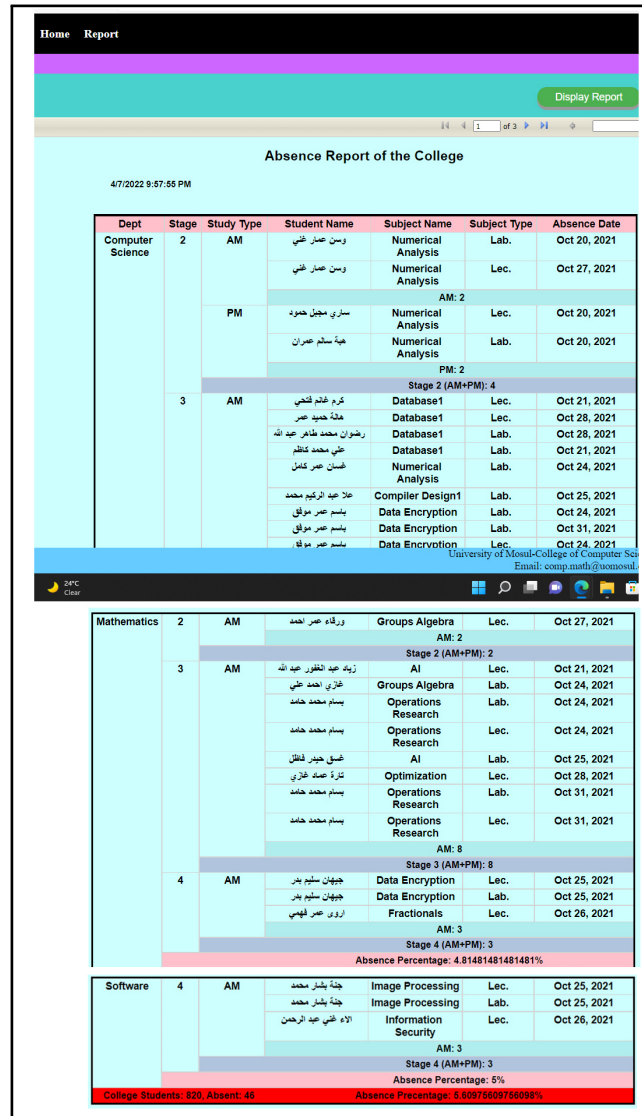 Home Report
Display Report
1 of 3
Absence Report of the College
4/7/2022 9:57:55 PM
Dept Stage Study Type Student Name Subject Name Subject Type Absence Date
Computer Science 2 AM وسن عمار غني Numerical Analysis Lab. Oct 20, 2021
وسن عمار غني Numerical Analysis Lec. Oct 27, 2021
AM: 2
PM ساري مجبل حمود Numerical Analysis Lec. Oct 20, 2021
هبة سالم عمران Numerical Analysis Lab. Oct 20, 2021
PM: 2
Stage 2 (AM+PM): 4
3 AM كرم غانم فتحي Database1 Lec. Oct 21, 2021
هالة حميد عمر Database1 Lec. Oct 28, 2021
رضوان محمد طاهر عبد الله Database1 Lab. Oct 28, 2021
علي محمد كاظم Database1 Lab. Oct 21, 2021
غسان عمر كامل Numerical Analysis Lab. Oct 24, 2021
علا عبد الركيم محمد Compiler Design1 Lab. Oct 25, 2021
باسم عمر موفق Data Encryption Lab. Oct 24, 2021
باسم عمر موفق Data Encryption Lab. Oct 31, 2021
باسم عمر موفق Data Encryption Lec. Oct 24, 2021
University of Mosul-College of Computer Sci
Email: comp.math@uomosul.
24°C
Clear
Mathematics 2 AM ورقاء عمر احمد Groups Algebra Lec. Oct 27, 2021
AM: 2
Stage 2 (AM+PM): 2
3 AM زياد عبد الغفور عبد الله AI Lec. Oct 21, 2021
غازي احمد علي Groups Algebra Lab. Oct 24, 2021
بسام محمد حامد Operations Research Lab. Oct 24, 2021
بسام محمد حامد Operations Research Lec. Oct 24, 2021
غسق حيدر فاظل AI Lab. Oct 25, 2021
تارة عماد غازي Optimization Lec. Oct 28, 2021
بسام محمد حامد Operations Research Lab. Oct 31, 2021
بسام محمد حامد Operations Research Lec. Oct 31, 2021
AM: 8
Stage 3 (AM+PM): 8
4 AM جيهان سليم بدر Data Encryption Lec. Oct 25, 2021
جيهان سليم بدر Data Encryption Lab. Oct 25, 2021
اروى عمر فهمي Fractionals Lec. Oct 26, 2021
AM: 3
Stage 4 (AM+PM): 3
Absence Percentage: 4.81481481481481%
Software 4 AM جنة بشار محمد Image Processing Lec. Oct 25, 2021
جنة بشار محمد Image Processing Lab. Oct 25, 2021
الاء غني عبد الرحمن Information Security Lec. Oct 26, 2021
AM: 3
Stage 4 (AM+PM): 3
Absence Percentage: 5%
College Students: 820, Absent: 46 Absence Percentage: 5.60975609756098%